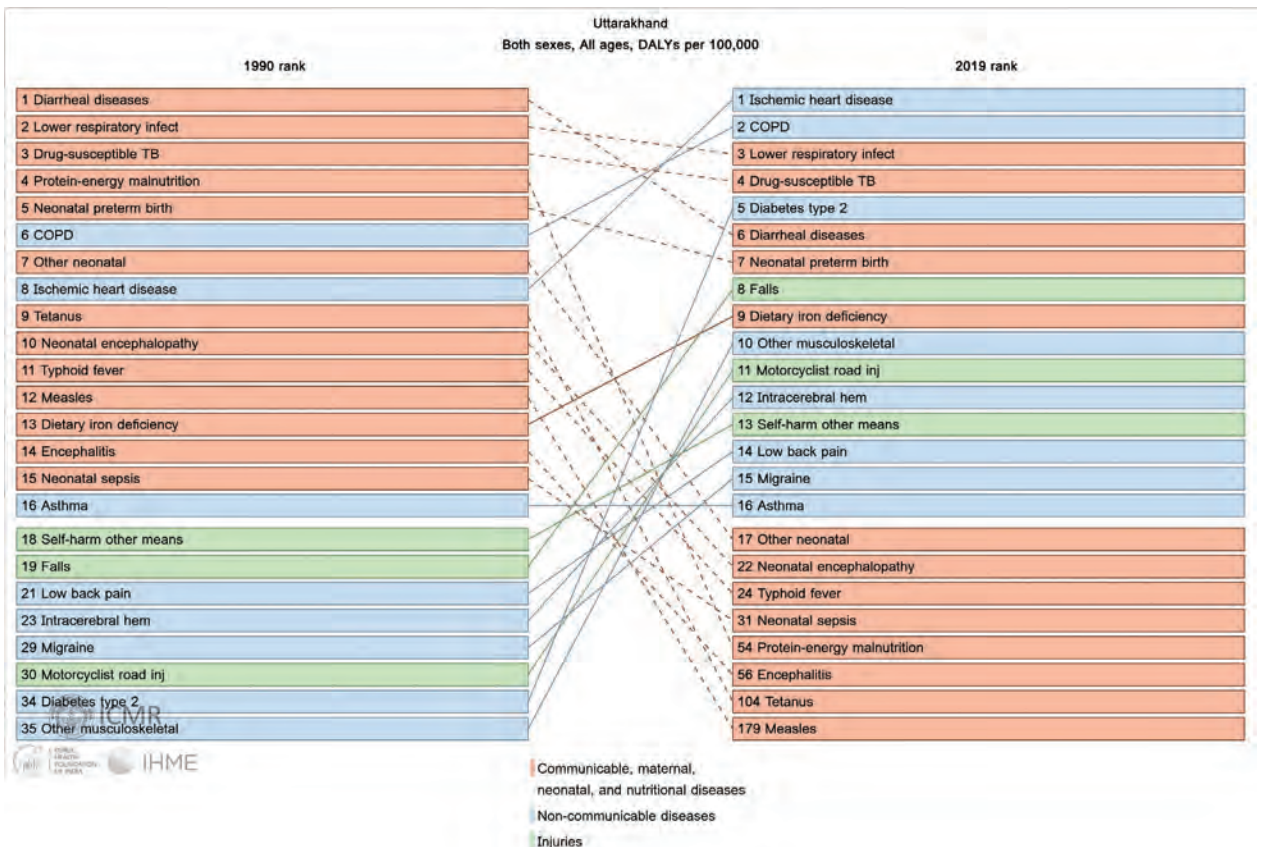 Uttarakhand
Both sexes, All ages, DALYs per 100,000
1990 rank
2019 rank
1 Diarrheal diseases
2 Lower respiratory infect
3 Drug-susceptible TB
4 Protein-energy malnutrition
5 Neonatal preterm birth
6 COPD
7 Other neonatal
8 Ischemic heart disease
9 Tetanus
10 Neonatal encephalopathy
11 Typhoid fever
12 Measles
13 Dietary iron deficiency
14 Encephalitis
15 Neonatal sepsis
16 Asthma
18 Self-harm other means
19 Falls
21 Low back pain
23 Intracerebral hem
29 Migraine
30 Motorcyclist road inj
34 Diabetes type 2
35 Other musculoskeletal
1 Ischemic heart disease
2 COPD
3 Lower respiratory infect
4 Drug-susceptible TB
5 Diabetes type 2
6 Diarrheal diseases
7 Neonatal preterm birth
8 Falls
9 Dietary iron deficiency
10 Other musculoskeletal
11 Motorcyclist road inj
12 Intracerebral hem
13 Self-harm other means
14 Low back pain
15 Migraine
16 Asthma
17 Other neonatal
22 Neonatal encephalopathy
24 Typhoid fever
31 Neonatal sepsis
54 Protein-energy malnutrition
56 Encephalitis
104 Tetanus
179 Measles
ICMR
PUBLIC
HEALTH
FOUNDATION
OF INDIA
IHME
Communicable, maternal,
neonatal, and nutritional diseases
Non-communicable diseases
Injuries